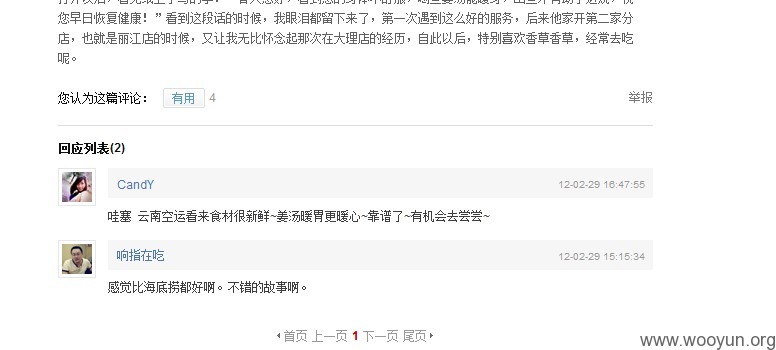 您早日恢复健康！”看到这段话的时候，我眼泪都留下来了，第一次遇到这么好的服务，后来他家开第二家分
店，也就是丽江店的时候，又让我无比怀念起那次在大理店的经历，自此以后，特别喜欢香草香草，经常去吃
呢。
您认为这篇评论： 有用 4 举报
回应列表(2)
CandY 12-02-29 16:47:55
哇塞 云南空运看来食材很新鲜~姜汤暖胃更暖心~靠谱了~有机会去尝尝~
响指在吃 12-02-29 15:15:34
感觉比海底捞都好啊。不错的故事啊。
首页 上一页 1 下一页 尾页
www.wooyun.org